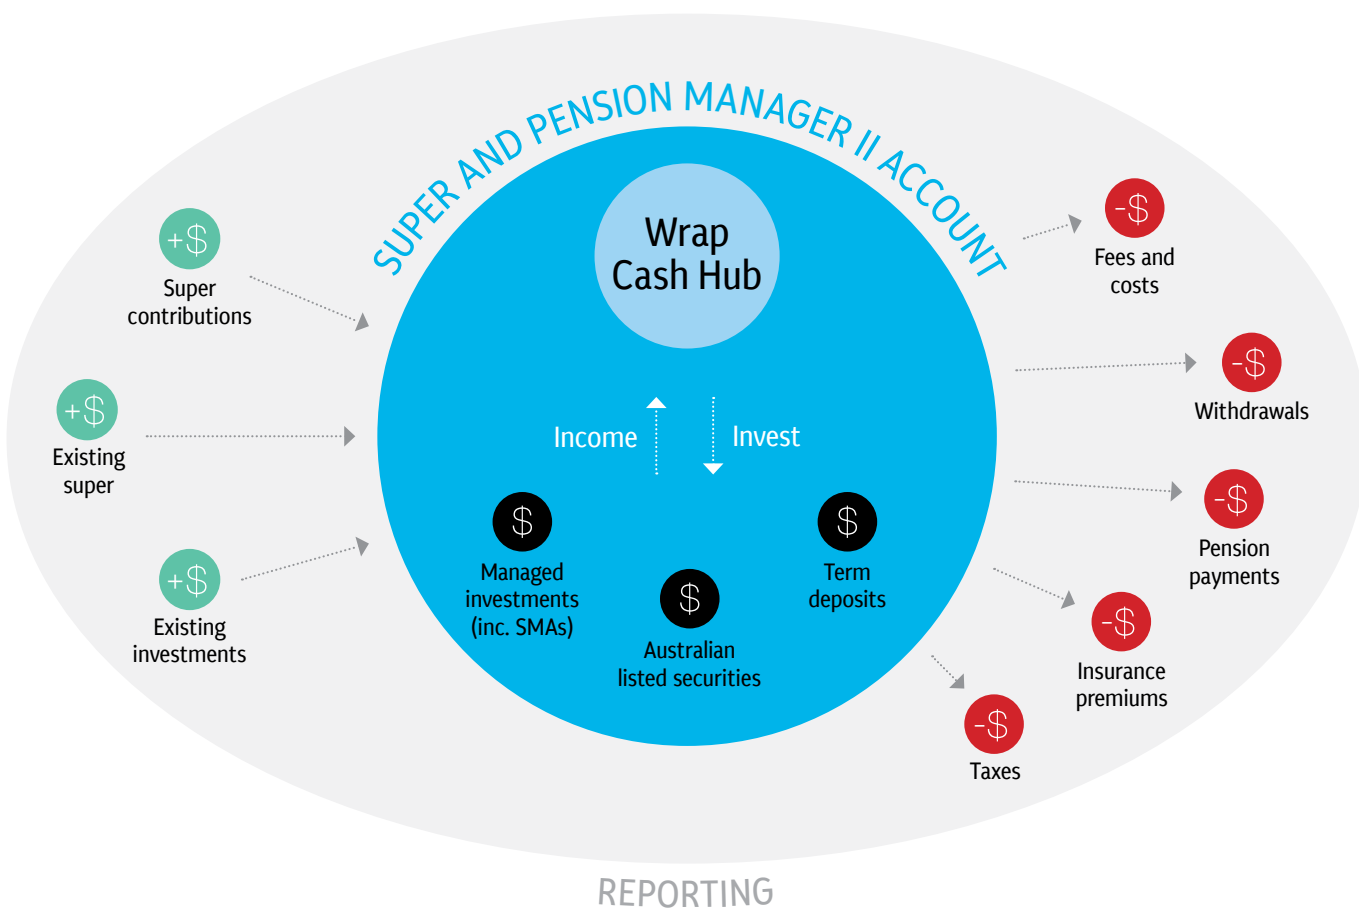 SUPER AND PENSION MANAGER II ACCOUNT
Wrap
Cash Hub
+$
Super
contributions
+$
Existing
super
+$
Existing
investments
Income
Invest
$
Managed
investments
(inc. SMAs)
$
Australian
listed securities
$
Term
deposits
-$
Fees and
costs
-$
Withdrawals
-$
Pension
payments
-$
Insurance
premiums
-$
Taxes
REPORTING